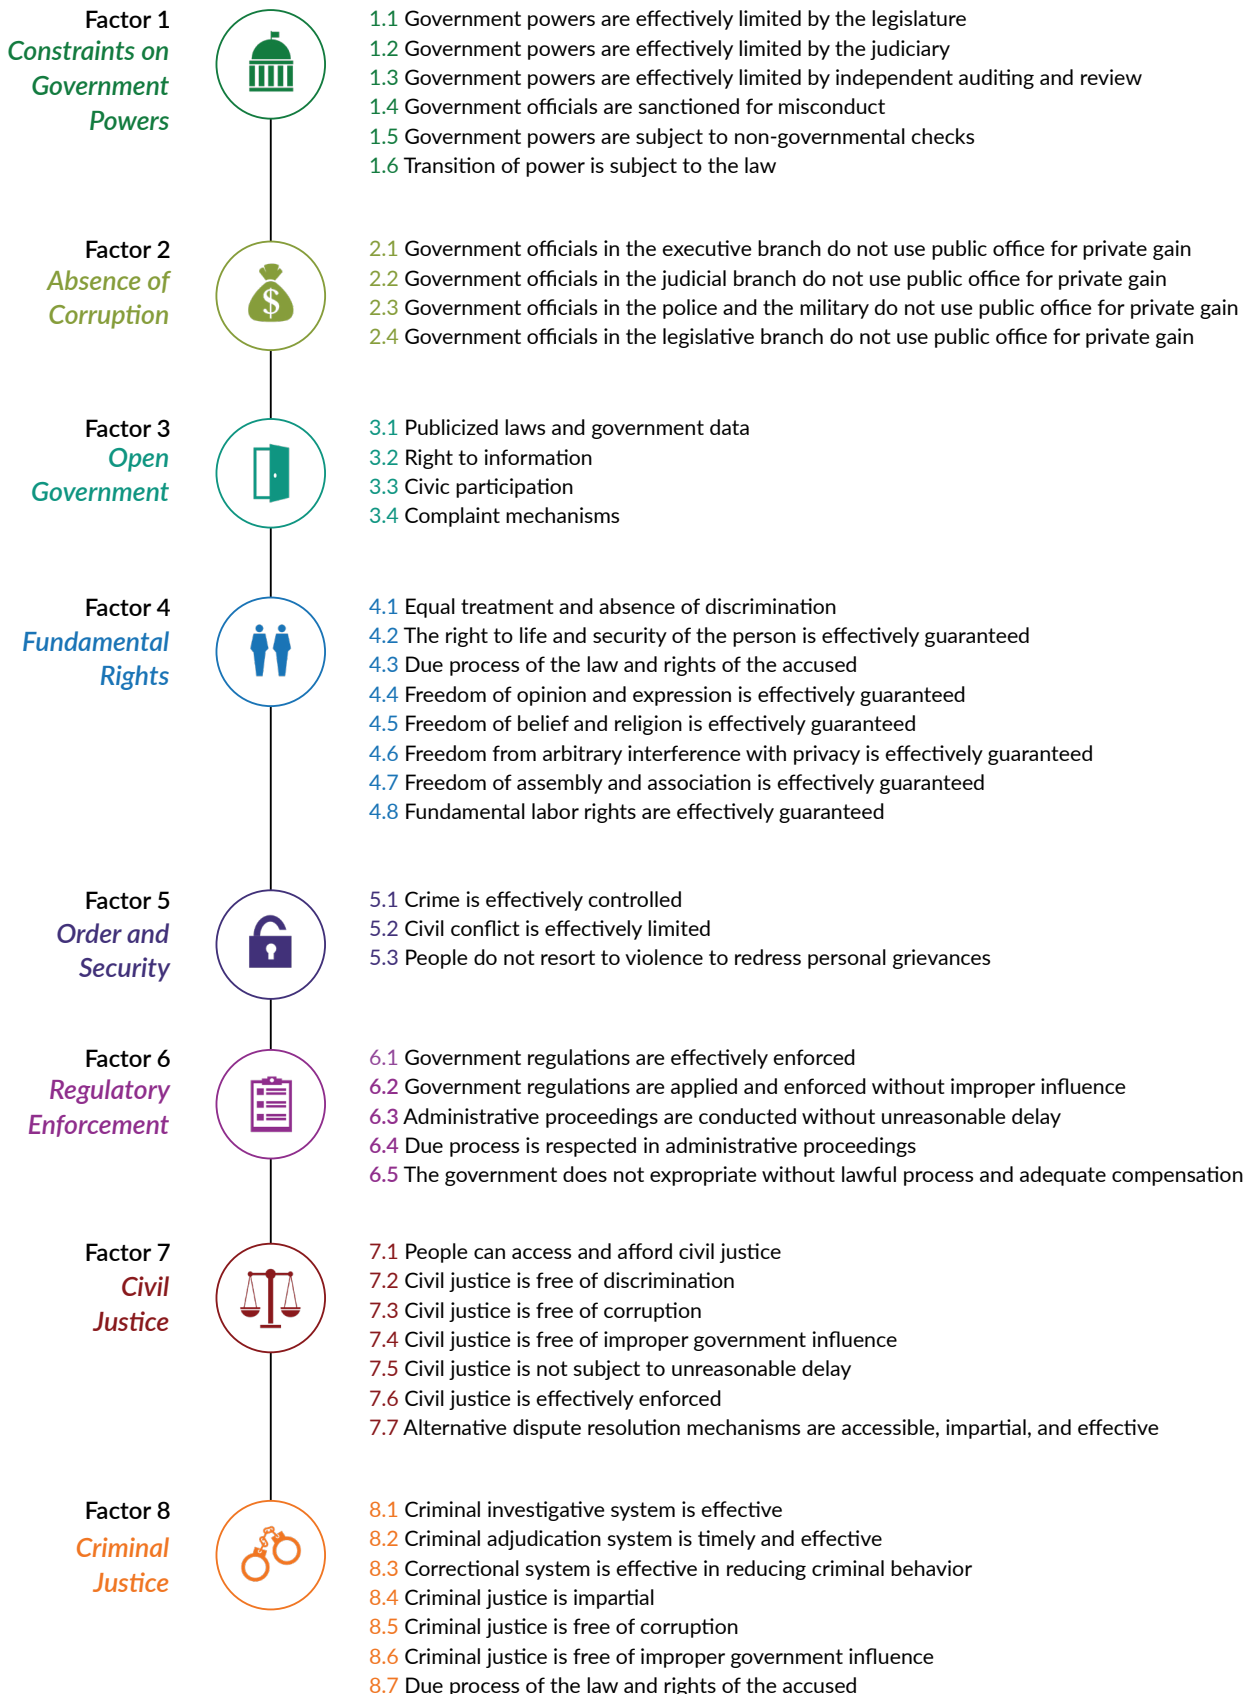 Factor 1
Constraints on
Government
Powers
1.1 Government powers are effectively limited by the legislature
1.2 Government powers are effectively limited by the judiciary
1.3 Government powers are effectively limited by independent auditing and review
1.4 Government officials are sanctioned for misconduct
1.5 Government powers are subject to non-governmental checks
1.6 Transition of power is subject to the law
Factor 2
Absence of
Corruption
$
2.1 Government officials in the executive branch do not use public office for private gain
2.2 Government officials in the judicial branch do not use public office for private gain
2.3 Government officials in the police and the military do not use public office for private gain
2.4 Government officials in the legislative branch do not use public office for private gain
Factor 3
Open
Government
3.1 Publicized laws and government data
3.2 Right to information
3.3 Civic participation
3.4 Complaint mechanisms
Factor 4
Fundamental
Rights
4.1 Equal treatment and absence of discrimination
4.2 The right to life and security of the person is effectively guaranteed
4.3 Due process of the law and rights of the accused
4.4 Freedom of opinion and expression is effectively guaranteed
4.5 Freedom of belief and religion is effectively guaranteed
4.6 Freedom from arbitrary interference with privacy is effectively guaranteed
4.7 Freedom of assembly and association is effectively guaranteed
4.8 Fundamental labor rights are effectively guaranteed
Factor 5
Order and
Security
5.1 Crime is effectively controlled
5.2 Civil conflict is effectively limited
5.3 People do not resort to violence to redress personal grievances
Factor 6
Regulatory
Enforcement
6.1 Government regulations are effectively enforced
6.2 Government regulations are applied and enforced without improper influence
6.3 Administrative proceedings are conducted without unreasonable delay
6.4 Due process is respected in administrative proceedings
6.5 The government does not expropriate without lawful process and adequate compensation
Factor 7
Civil
Justice
7.1 People can access and afford civil justice
7.2 Civil justice is free of discrimination
7.3 Civil justice is free of corruption
7.4 Civil justice is free of improper government influence
7.5 Civil justice is not subject to unreasonable delay
7.6 Civil justice is effectively enforced
7.7 Alternative dispute resolution mechanisms are accessible, impartial, and effective
Factor 8
Criminal
Justice
8.1 Criminal investigative system is effective
8.2 Criminal adjudication system is timely and effective
8.3 Correctional system is effective in reducing criminal behavior
8.4 Criminal justice is impartial
8.5 Criminal justice is free of corruption
8.6 Criminal justice is free of improper government influence
8.7 Due process of the law and rights of the accused